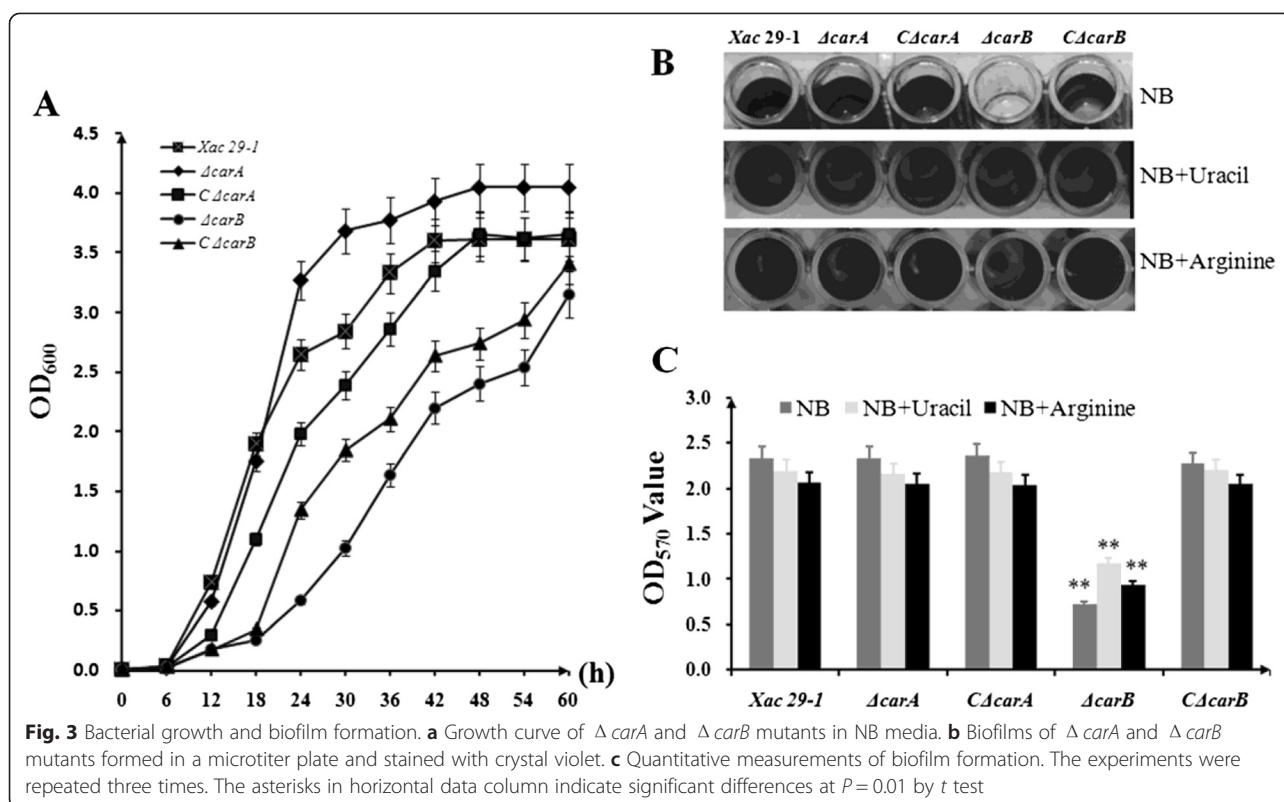 A
OD600
4.5
4.0
3.5
3.0
2.5
2.0
1.5
1.0
0.5
0.0
Xac 29-1
ΔcarA
C ΔcarA
ΔcarB
C ΔcarB
0 6 12 18 24 30 36 42 48 54 60 (h)
B
Xac 29-1 ΔcarA CΔcarA ΔcarB CΔcarB
NB
NB+Uracil
NB+Arginine
C
OD570 Value
3.0
2.5
2.0
1.5
1.0
0.5
0.0
NB NB+Uracil NB+Arginine
** ** **
Xac 29-1 ΔcarA CΔcarA ΔcarB CΔcarB
Fig. 3 Bacterial growth and biofilm formation. a Growth curve of Δ carA and Δ carB mutants in NB media. b Biofilms of Δ carA and Δ carB
mutants formed in a microtiter plate and stained with crystal violet. c Quantitative measurements of biofilm formation. The experiments were
repeated three times. The asterisks in horizontal data column indicate significant differences at P = 0.01 by t test